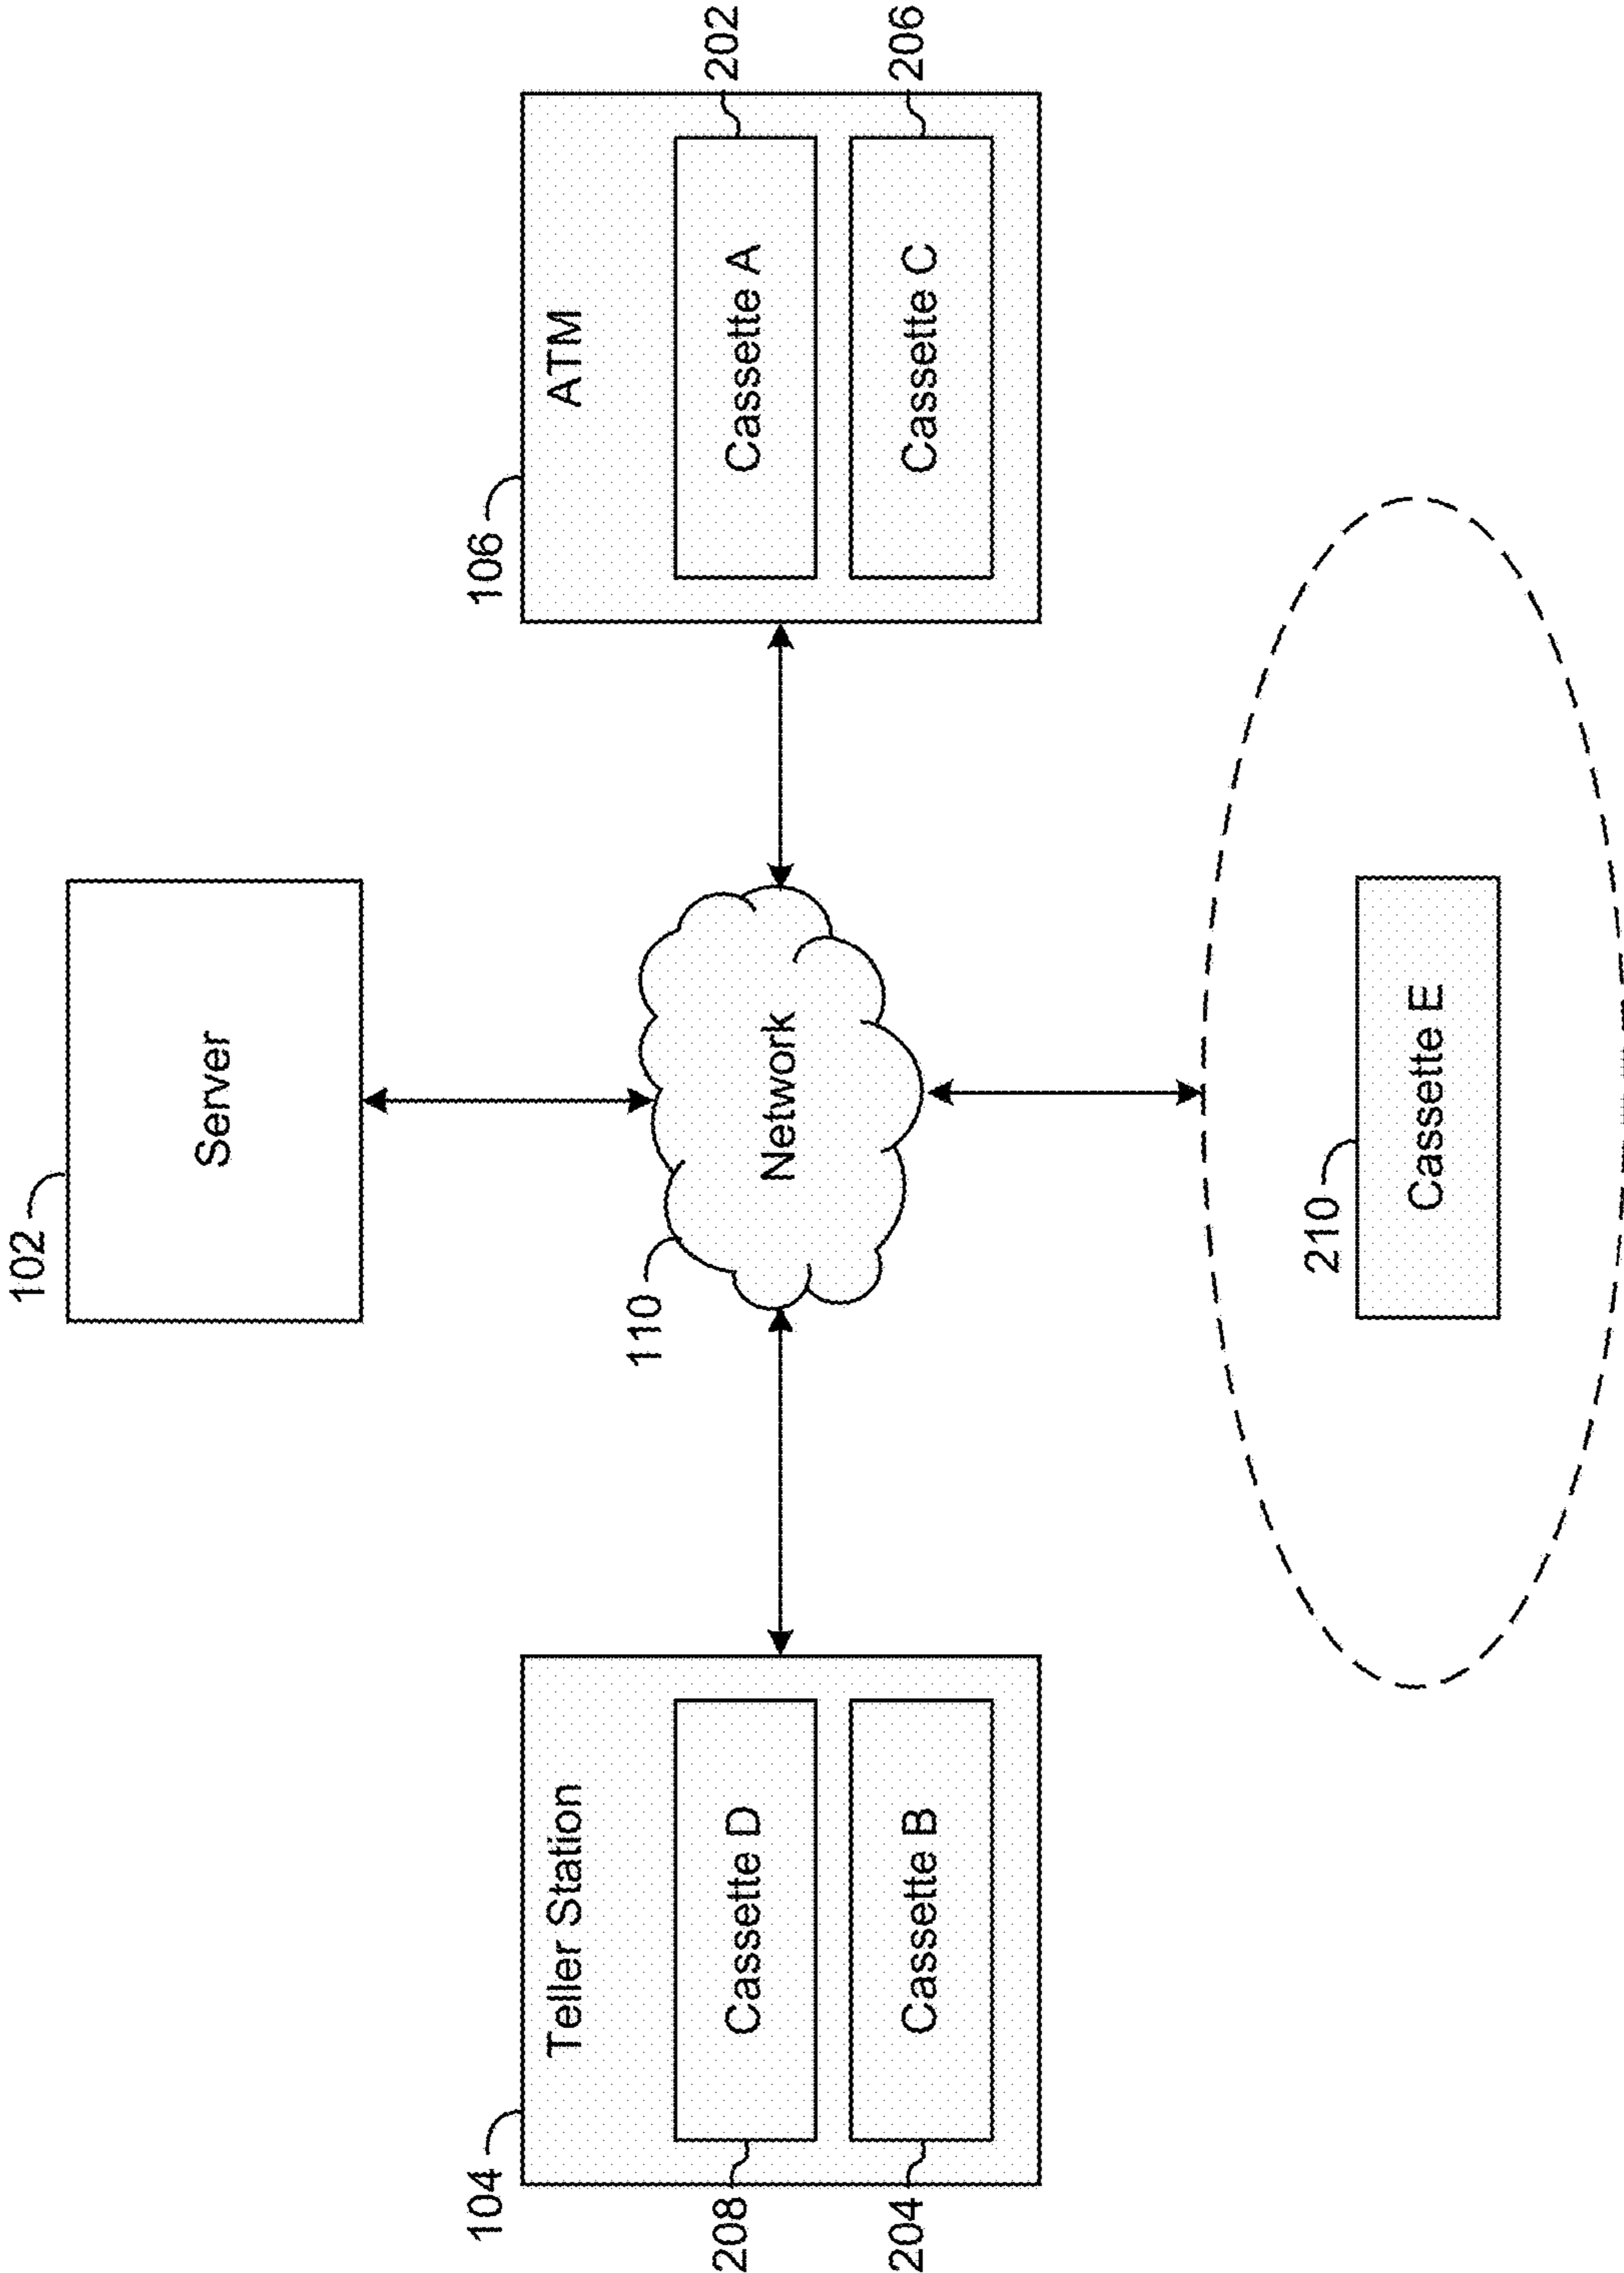 102
Server
104
Teller Station
106
ATM
208
Cassette D
110
Network
Cassette A
202
204
Cassette B
Cassette C
206
210
Cassette E